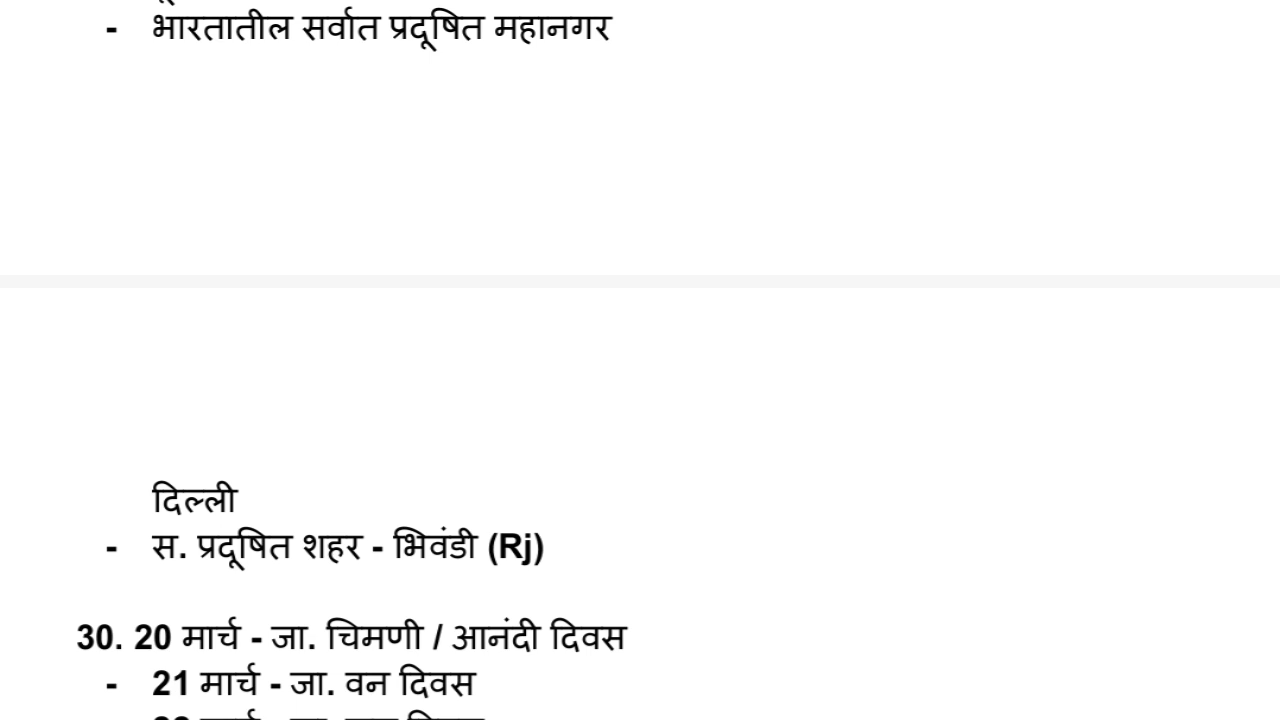 - भारतातील सर्वात प्रदूषित महानगर
दिल्ली
- स. प्रदूषित शहर - भिवंडी (Rj)
30. 20 मार्च - जा. चिमणी / आनंदी दिवस
- 21 मार्च - जा. वन दिवस